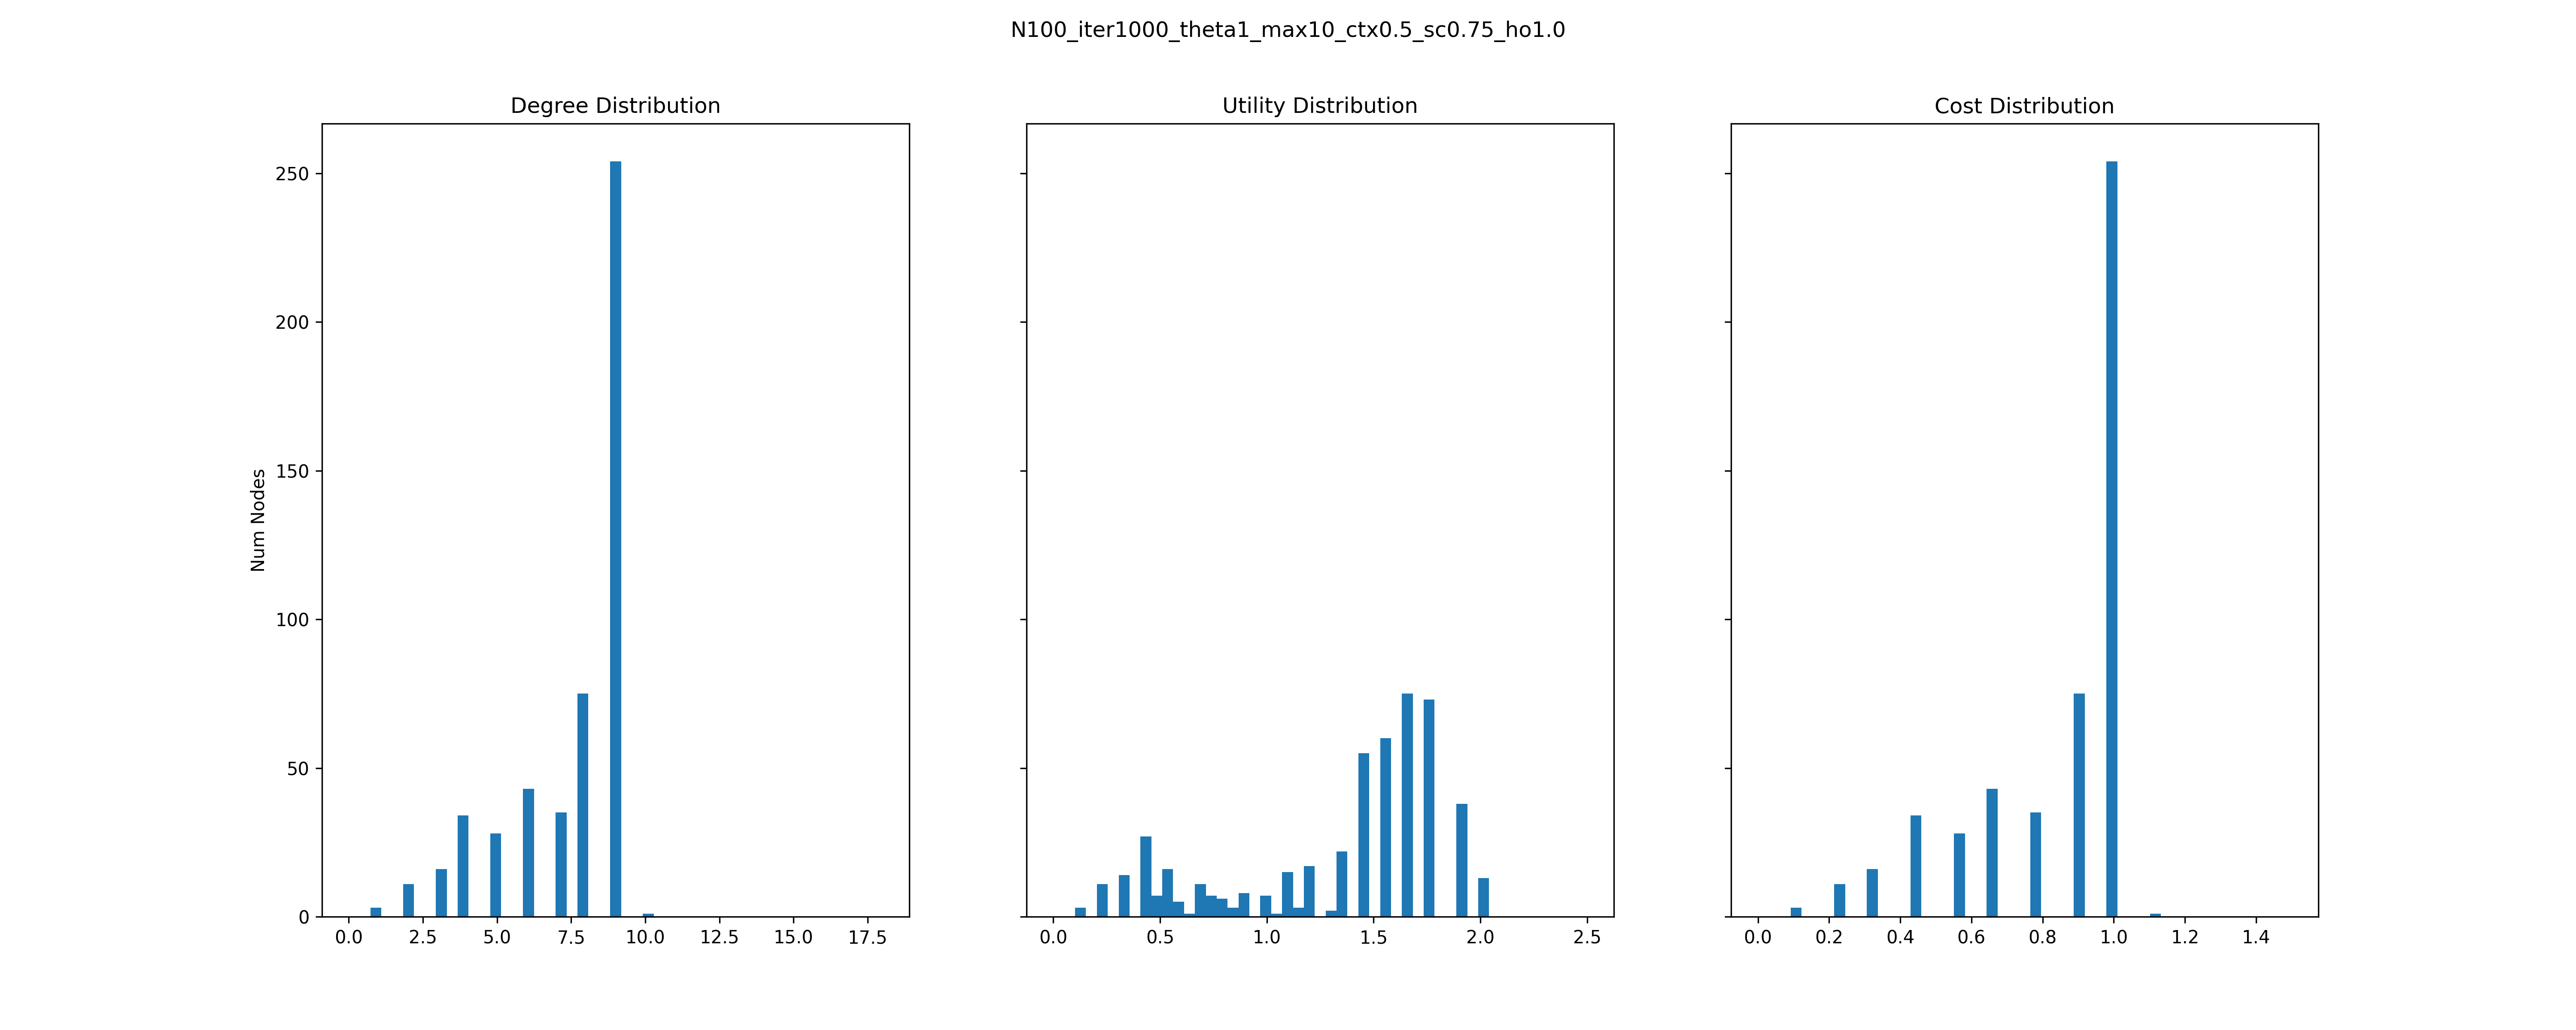 N100_iter1000_theta1_max10_ctx0.5_sc0.75_ho1.0
Degree Distribution
Utility Distribution
Cost Distribution
Num Nodes
250
200
150
100
50
0
0.0 2.5 5.0 7.5 10.0 12.5 15.0 17.5
0.0 0.5 1.0 1.5 2.0 2.5
0.0 0.2 0.4 0.6 0.8 1.0 1.2 1.4